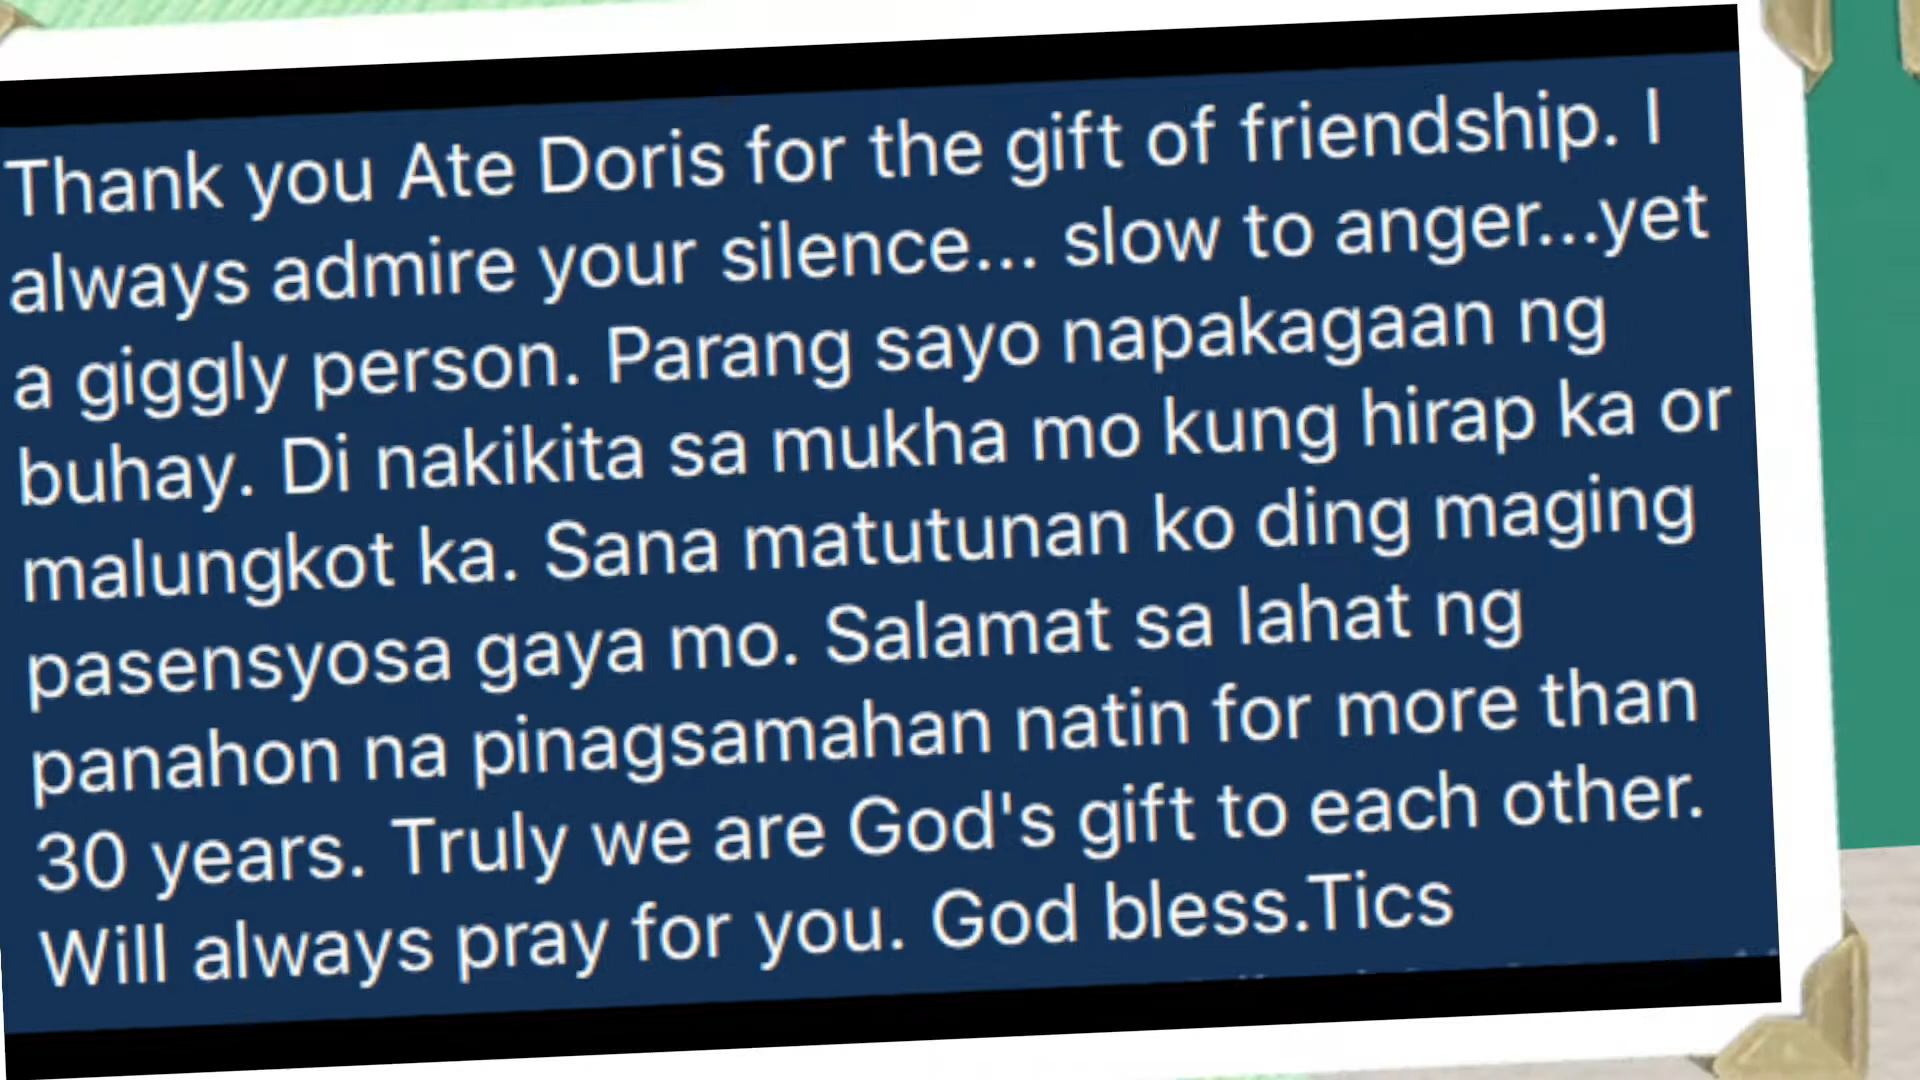 Thank you Ate Doris for the gift of friendship. I
always admire your silence... slow to anger...yet
a giggly person. Parang sayo napakagaan ng
buhay. Di nakikita sa mukha mo kung hirap ka or
malungkot ka. Sana matutunan ko ding maging
pasensyosa gaya mo. Salamat sa lahat ng
panahon na pinagsamahan natin for more than
30 years. Truly we are God's gift to each other.
Will always pray for you. God bless.Tics